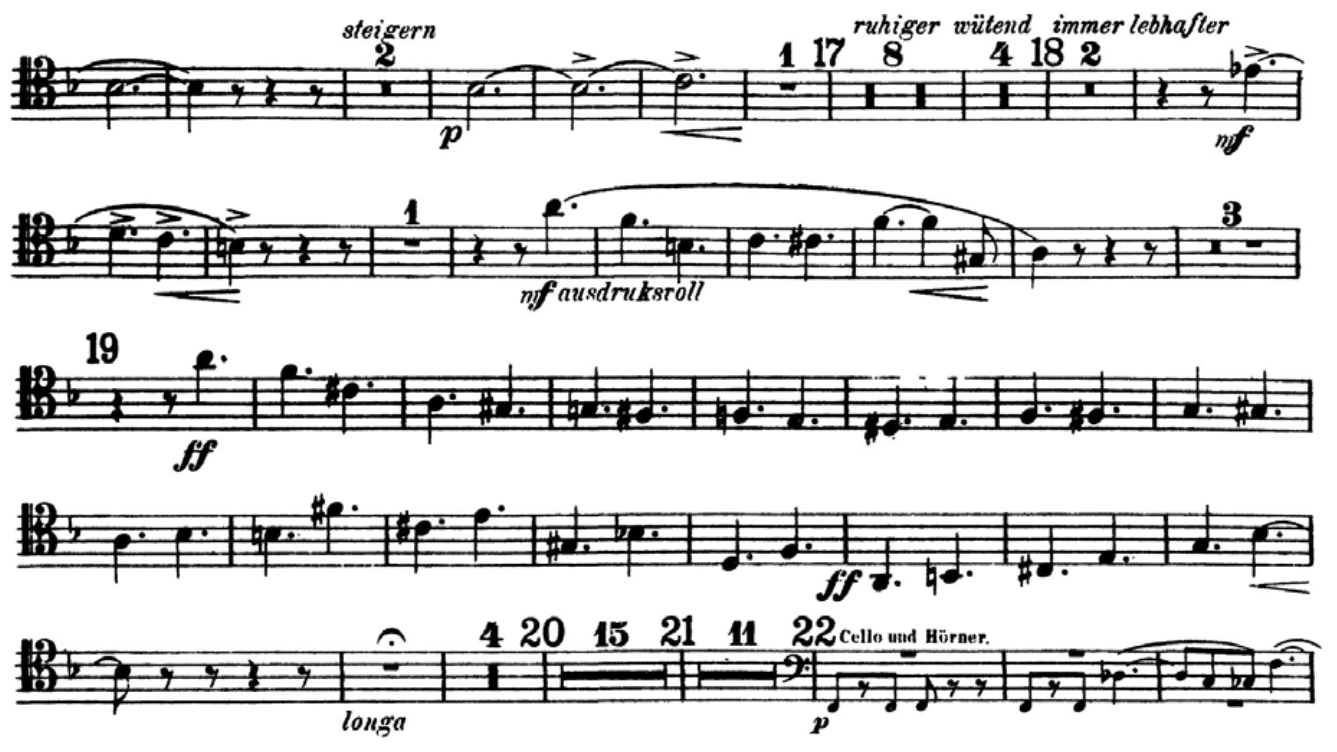 steigern
2
ruhiger wütend immer lebhafter
1 17 8 4 18 2
p
mf
1
3
mf ausdruksvoll
19
ff
ff
4 20 15 21 11 22 Cello und Hörner.
longa
p